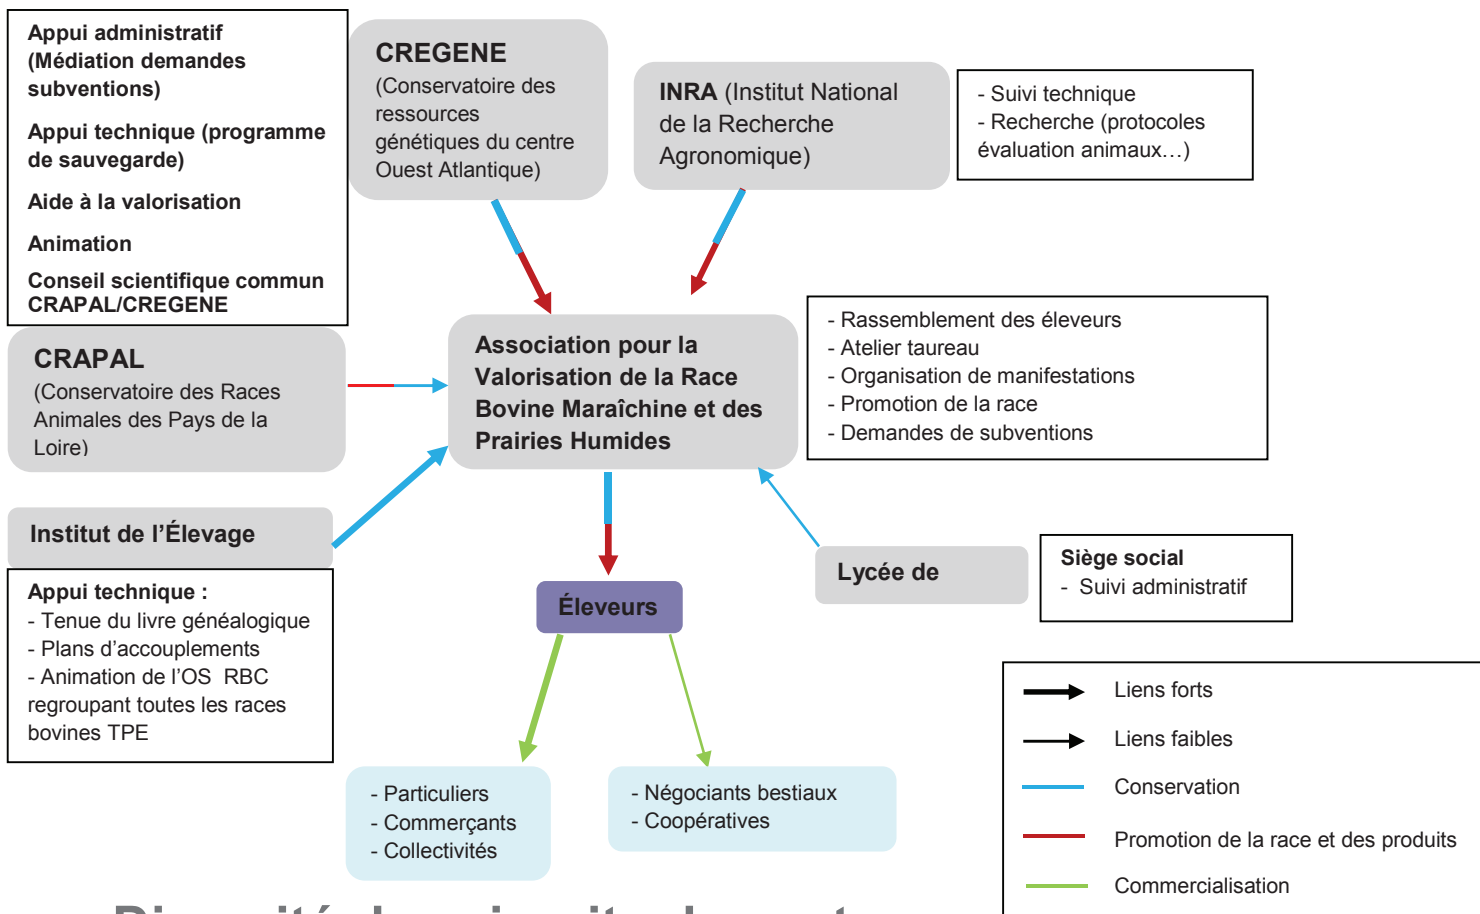 Appui administratif
(Médiation demandes
subventions)
Appui technique (programme
de sauvegarde)
Aide à la valorisation
Animation
Conseil scientifique commun
CRAPAL/CREGENE
CREGENE
(Conservatoire des
ressources
génétiques du centre
Ouest Atlantique)
INRA (Institut National
de la Recherche
Agronomique)
- Suivi technique
- Recherche (protocoles
évaluation animaux…)
CRAPAL
(Conservatoire des Races
Animales des Pays de la
Loire)
Association pour la
Valorisation de la Race
Bovine Maraîchine et des
Prairies Humides
- Rassemblement des éleveurs
- Atelier taureau
- Organisation de manifestations
- Promotion de la race
- Demandes de subventions
Institut de l’Élevage
Appui technique :
- Tenue du livre généalogique
- Plans d’accouplements
- Animation de l’OS RBC
regroupant toutes les races
bovines TPE
Éleveurs
Lycée de
Siège social
- Suivi administratif
- Particuliers
- Commerçants
- Collectivités
- Négociants bestiaux
- Coopératives
Liens forts
Liens faibles
Conservation
Promotion de la race et des produits
Commercialisation